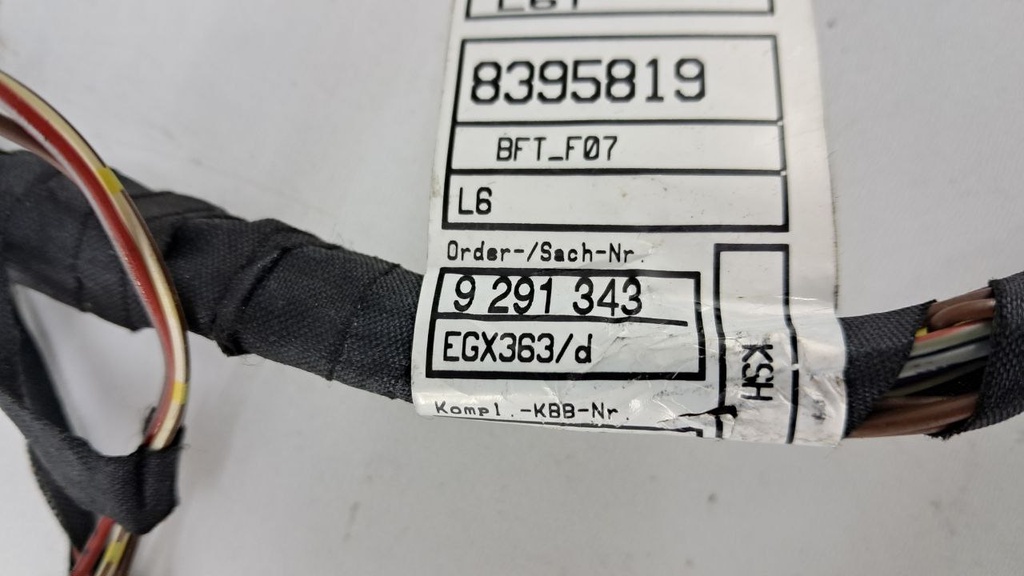 8395819
BFT_F07
L6
Order-/Sach-Nr.
9 291 343
EGX363/d
KSH
Kompl.-KBB-Nr.